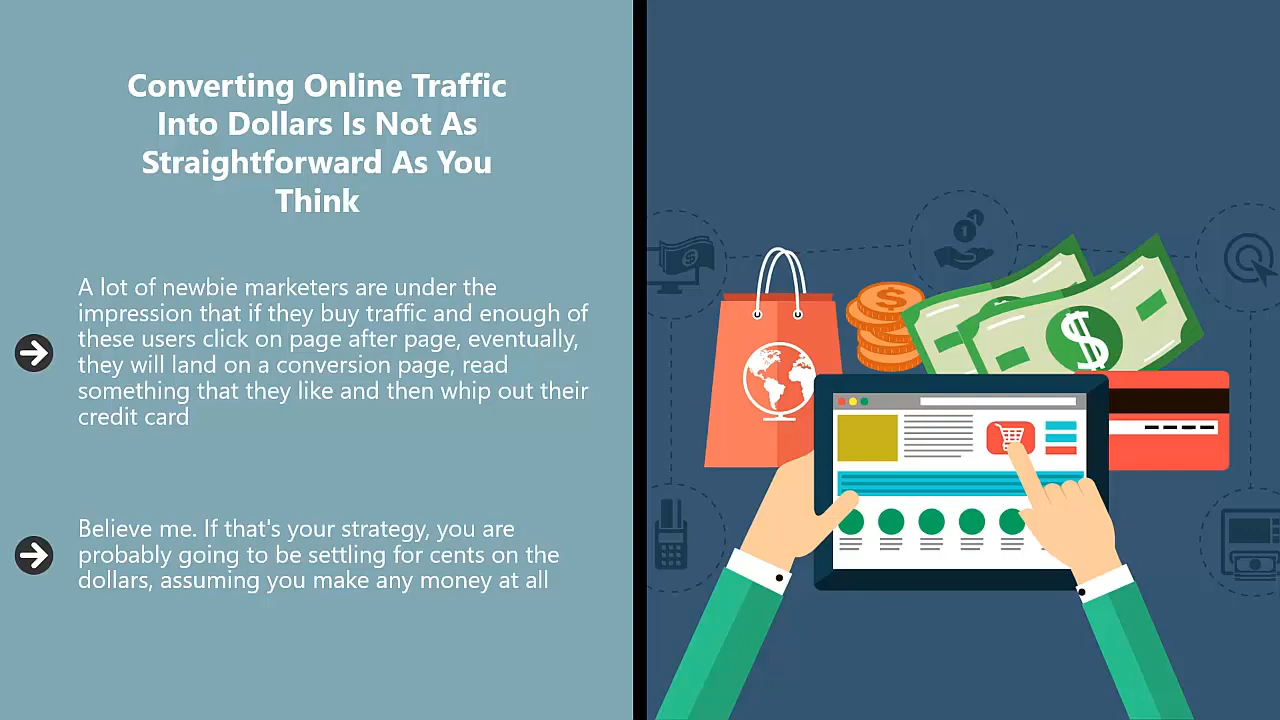 Converting Online Traffic
Into Dollars Is Not As
Straightforward As You
Think
A lot of newbie marketers are under the
impression that if they buy traffic and enough of
these users click on page after page, eventually,
they will land on a conversion page, read
something that they like and then whip out their
credit card
Believe me. If that's your strategy, you are
probably going to be settling for cents on the
dollars, assuming you make any money at all